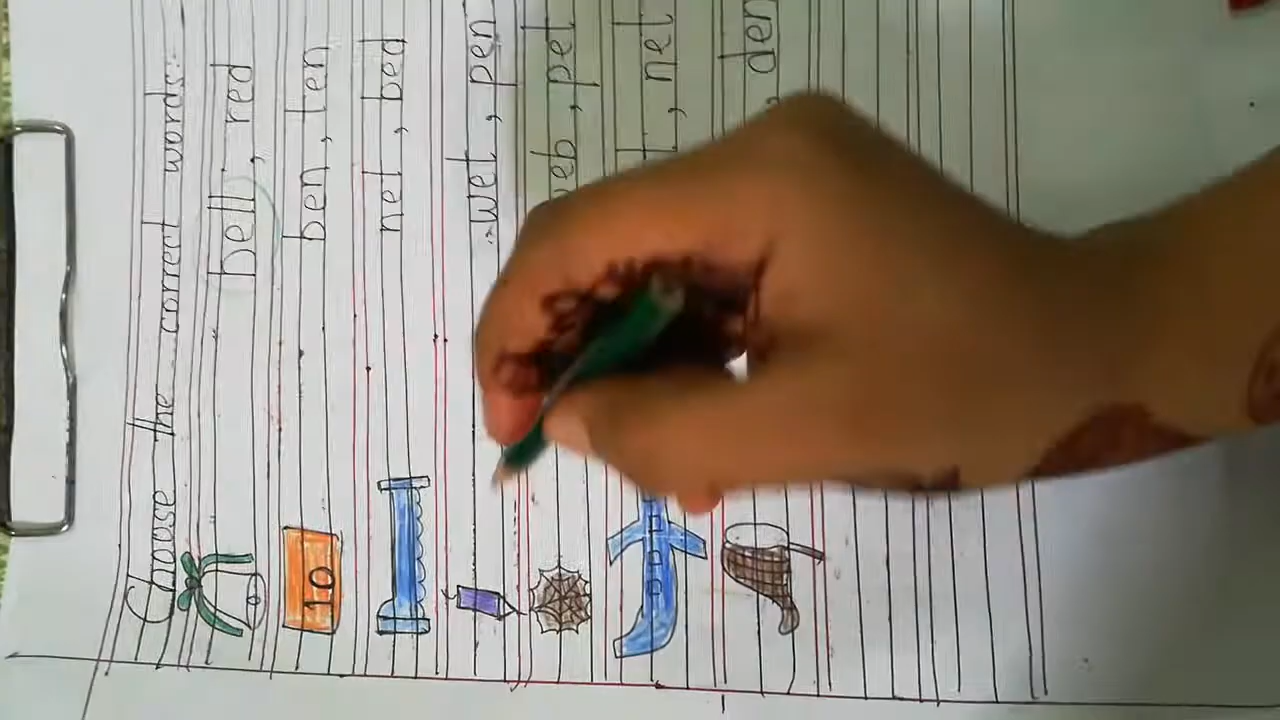 Choose the correct words:-
bell, red
10 ben, ten
net, bed
wet, pen
web, pet
, net
, den